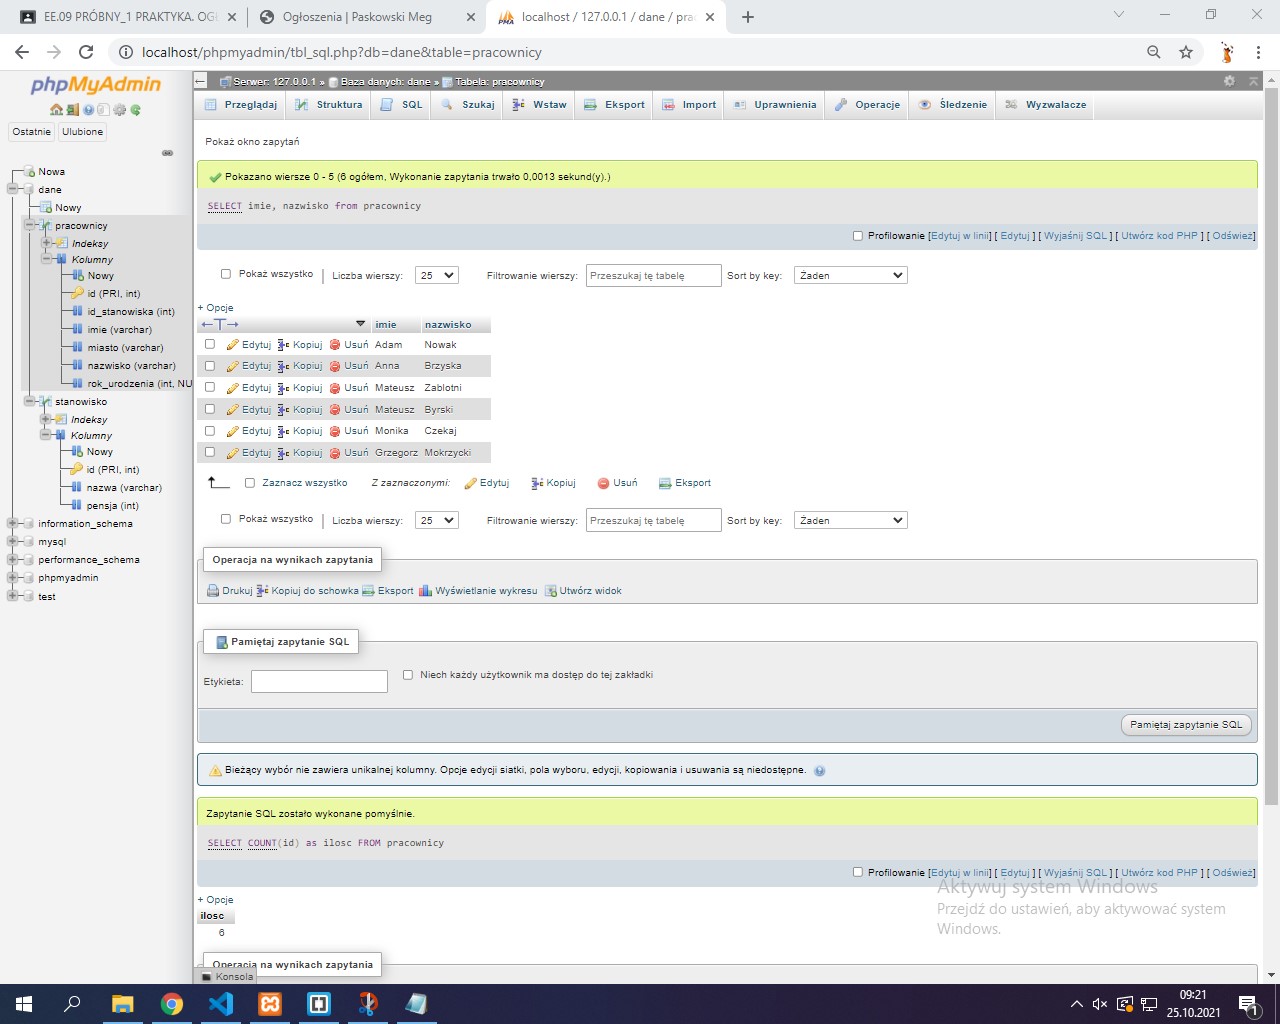 EE.09 PRÓBNY_1 PRAKTYKA. OGŁ
Ogłoszenia | Paskowski Meg
localhost / 127.0.0.1 / dane / pra
localhost/phpmyadmin/tbl_sql.php?db=dane&table=pracownicy
phpMyAdmin
Ostatnie Ulubione
Nowa
dane
Nowy
pracownicy
Indeksy
Kolumny
Nowy
id (PRI, int)
id_stanowiska (int)
imie (varchar)
miasto (varchar)
nazwisko (varchar)
rok_urodzenia (int, NU
stanowisko
Indeksy
Kolumny
Nowy
id (PRI, int)
nazwa (varchar)
pensja (int)
information_schema
mysql
performance_schema
phpmyadmin
test
Serwer: 127.0.0.1 » Baza danych: dane » Tabela: pracownicy
Przeglądaj Struktura SQL Szukaj Wstaw Eksport Import Uprawnienia Operacje Śledzenie Wyzwalacze
Pokaż okno zapytań
Pokazano wiersze 0 - 5 (6 ogółem, Wykonanie zapytania trwało 0,0013 sekund(y).)
SELECT imie, nazwisko from pracownicy
Profilowanie [Edytuj w linii] [ Edytuj ] [ Wyjaśnij SQL ] [ Utwórz kod PHP ] [ Odśwież]
Pokaż wszystko | Liczba wierszy: 25 Filtrowanie wierszy: Przeszukaj tę tabelę Sort by key: Żaden
+ Opcje
←T→ imie nazwisko
Edytuj Kopiuj Usuń Adam Nowak
Edytuj Kopiuj Usuń Anna Brzyska
Edytuj Kopiuj Usuń Mateusz Zablotni
Edytuj Kopiuj Usuń Mateusz Byrski
Edytuj Kopiuj Usuń Monika Czekaj
Edytuj Kopiuj Usuń Grzegorz Mokrzycki
Zaznacz wszystko Z zaznaczonymi: Edytuj Kopiuj Usuń Eksport
Pokaż wszystko | Liczba wierszy: 25 Filtrowanie wierszy: Przeszukaj tę tabelę Sort by key: Żaden
Operacja na wynikach zapytania
Drukuj Kopiuj do schowka Eksport Wyświetlanie wykresu Utwórz widok
Pamiętaj zapytanie SQL
Etykieta: Niech każdy użytkownik ma dostęp do tej zakładki
Pamiętaj zapytanie SQL
Bieżący wybór nie zawiera unikalnej kolumny. Opcje edycji siatki, pola wyboru, edycji, kopiowania i usuwania są niedostępne.
Zapytanie SQL zostało wykonane pomyślnie.
SELECT COUNT(id) as ilosc FROM pracownicy
Profilowanie [Edytuj w linii] [ Edytuj ] [ Wyjaśnij SQL ] [ Utwórz kod PHP ] [ Odśwież]
Aktywuj system Windows
Przejdź do ustawień, aby aktywować system
Windows.
+ Opcje
ilosc
6
Operacja na wynikach zapytania
Konsola
09:21
25.10.2021
1